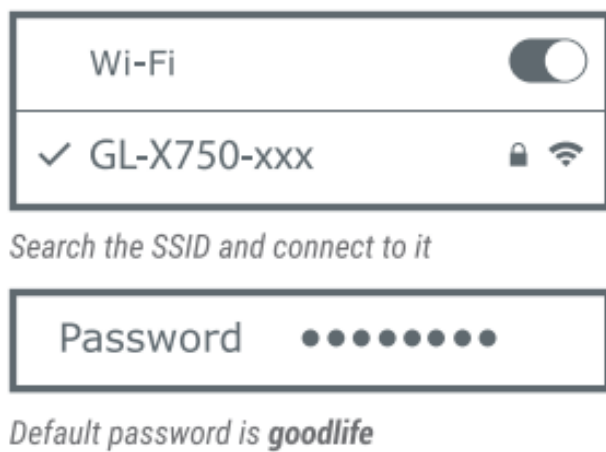 Wi-Fi
GL-X750-xxx
Search the SSID and connect to it
Password ••••••••
Default password is goodlife